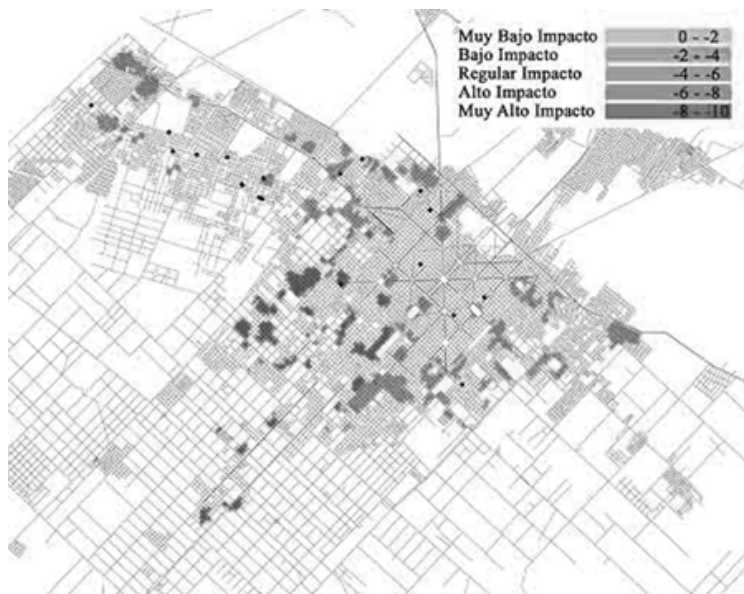 Muy Bajo Impacto 0 - -2
Bajo Impacto -2 - -4
Regular Impacto -4 - -6
Alto Impacto -6 - -8
Muy Alto Impacto -8 - -10